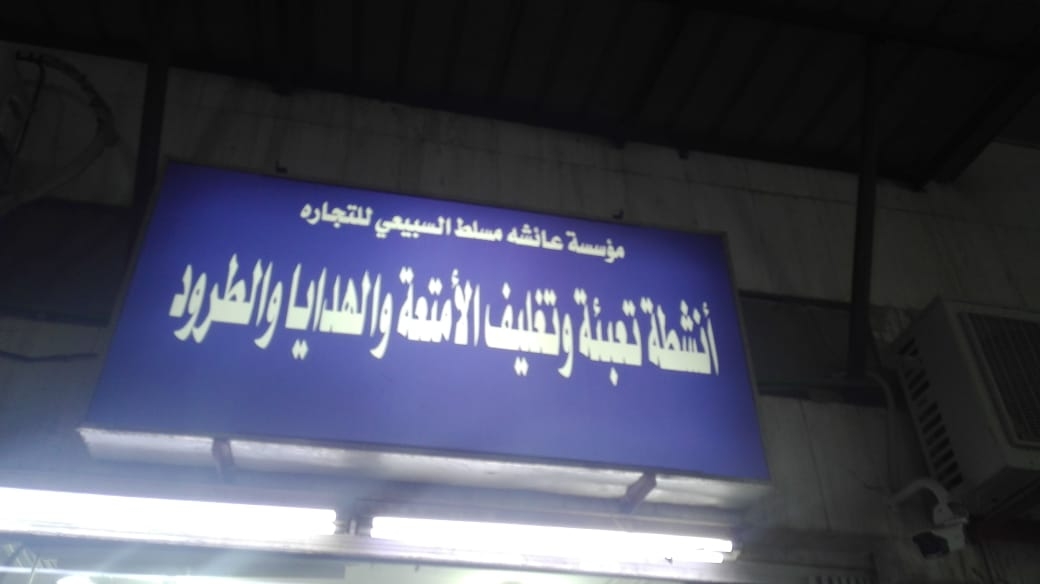 مؤسسة عائشه مسلط السبيعي للتجاره
أنشطة تعبئة وتغليف الأمتعة والهدايا والطرود